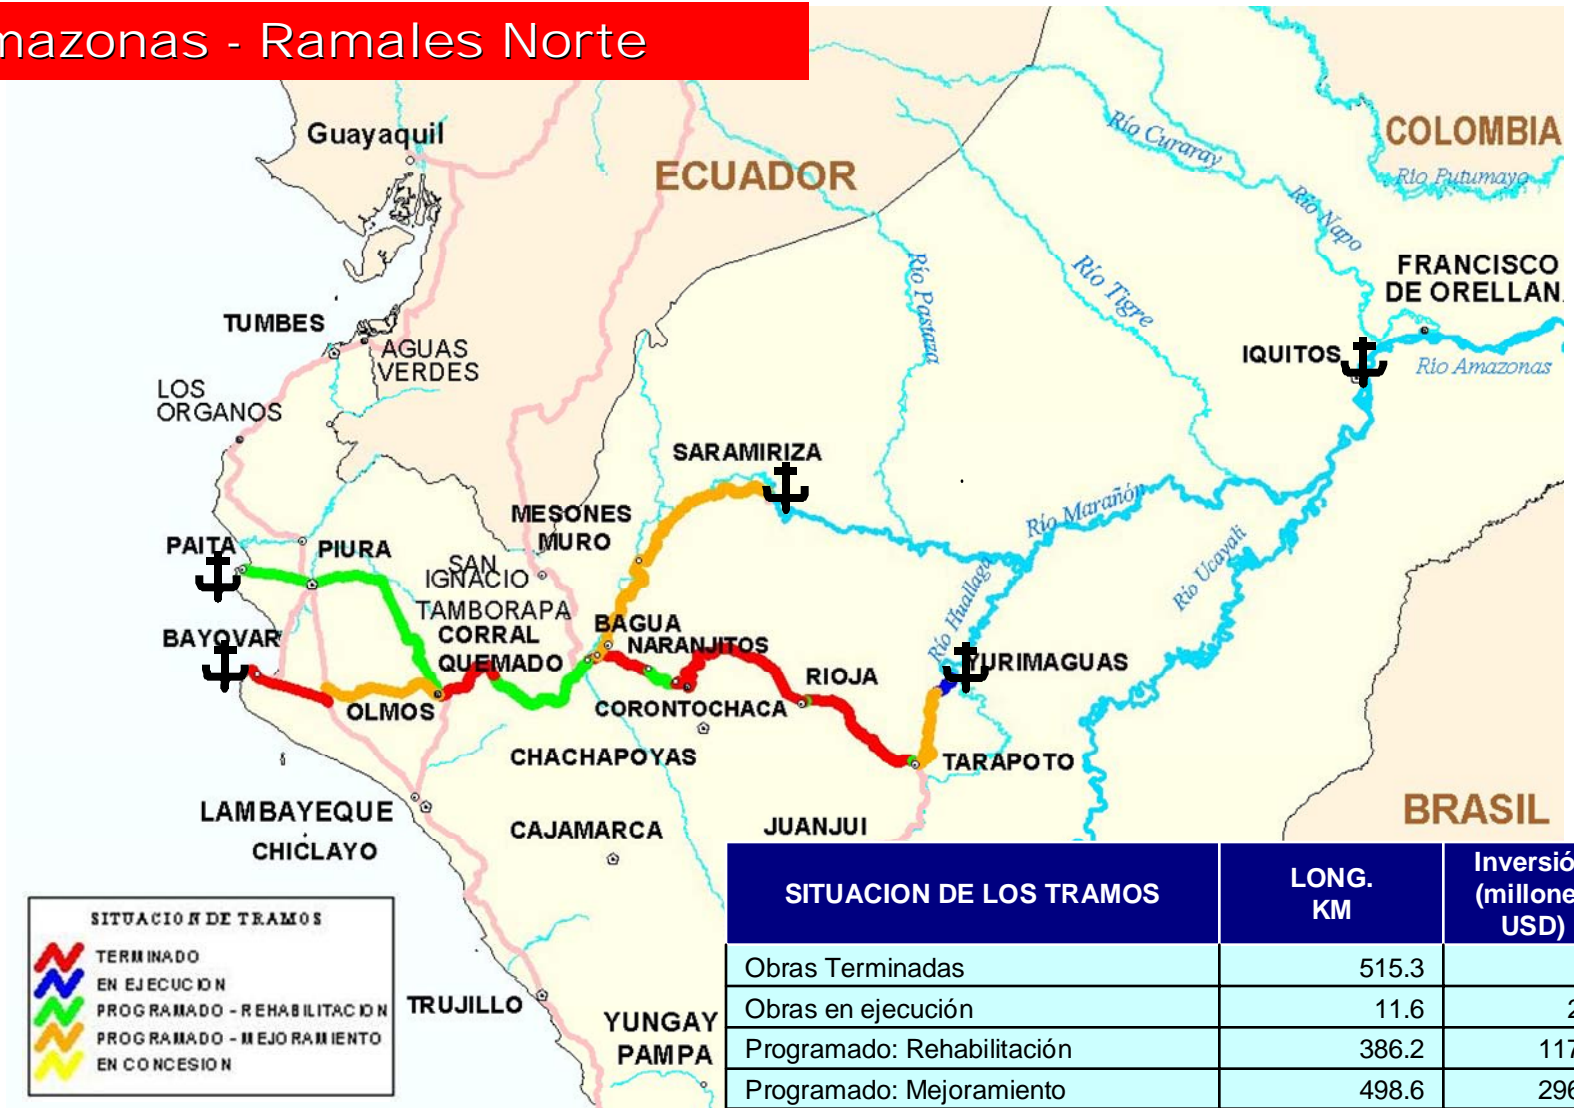 mazonas - Ramales Norte
Guayaquil
ECUADOR
COLOMBIA
Río Curaray
Río Putumayo
Río Napo
FRANCISCO
DE ORELLAN
Río Pastaza
Río Tigre
TUMBES
AGUAS
VERDES
IQUITOS
Río Amazonas
LOS
ORGANOS
SARAMIRIZA
MESONES
MURO
Río Marañón
PAITA
PIURA
SAN
IGNACIO
Río Ucayali
Río Huallaga
TAMBORAPA
BAGUA
BAYOVAR
CORRAL
QUEMADO
NARANJITOS
YURIMAGUAS
RIOJA
OLMOS
CORONTOCHACA
CHACHAPOYAS
TARAPOTO
LAMBAYEQUE
CAJAMARCA
JUANJUI
BRASIL
CHICLAYO
TRUJILLO
YUNGAY
PAMPA
SITUACION DE TRAMOS
TERMINADO
EN EJECUCION
PROGRAMADO - REHABILITACION
PROGRAMADO - MEJORAMIENTO
EN CONCESION
SITUACION DE LOS TRAMOS
LONG.
KM
Inversió
(millone
USD)
Obras Terminadas 515.3
Obras en ejecución 11.6 2
Programado: Rehabilitación 386.2 117
Programado: Mejoramiento 498.6 296